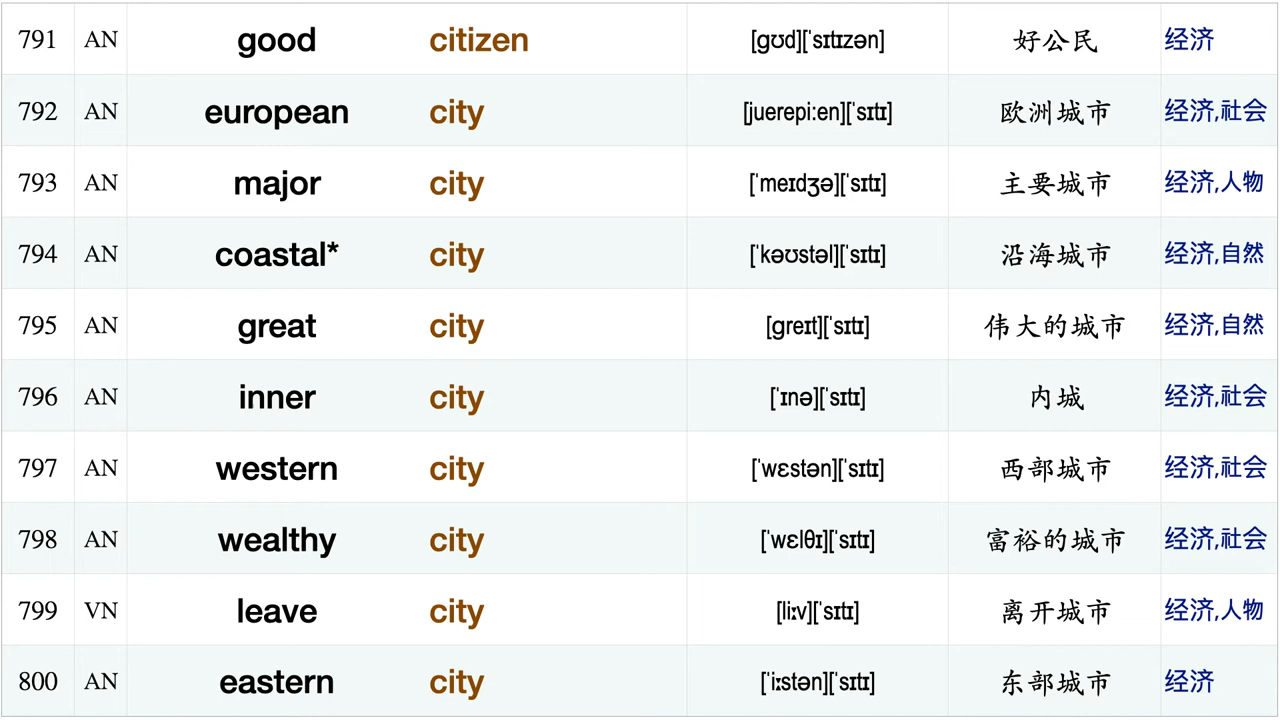 791 AN good citizen [ɡʊd][ˈsɪtɪzən] 好公民 经济
792 AN european city [juerepi:en][ˈsɪtɪ] 欧洲城市 经济,社会
793 AN major city [ˈmeɪdʒə][ˈsɪtɪ] 主要城市 经济,人物
794 AN coastal* city [ˈkəʊstəl][ˈsɪtɪ] 沿海城市 经济,自然
795 AN great city [ɡreɪt][ˈsɪtɪ] 伟大的城市 经济,自然
796 AN inner city [ˈɪnə][ˈsɪtɪ] 内城 经济,社会
797 AN western city [ˈwɛstən][ˈsɪtɪ] 西部城市 经济,社会
798 AN wealthy city [ˈwɛlθɪ][ˈsɪtɪ] 富裕的城市 经济,社会
799 VN leave city [liːv][ˈsɪtɪ] 离开城市 经济,人物
800 AN eastern city [ˈiːstən][ˈsɪtɪ] 东部城市 经济